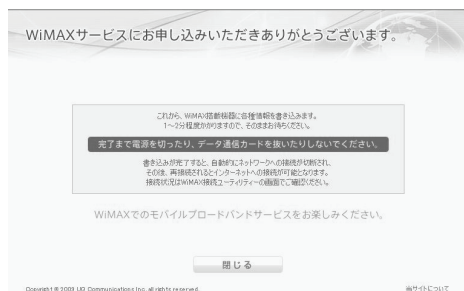 WiMAXサービスにお申し込みいただきありがとうございます。
これから、WiMAX搭載機器に各種情報を書き込みます。
1～2分程度かかりますので、そのままお待ちください。
完了まで電源を切ったり、データ通信カードを抜いたりしないでください。
書き込みが完了すると、自動的にネットワークへの接続が切断され、
その後、再接続されるとインターネットへの接続が可能となります。
接続状況はWiMAX接続ユーティリティーの画面でご確認ください。
WiMAXでのモバイルブロードバンドサービスをお楽しみください。
閉じる
Copyright © 2009 UQ Communications Inc. all rights reserved.
当サイトについて